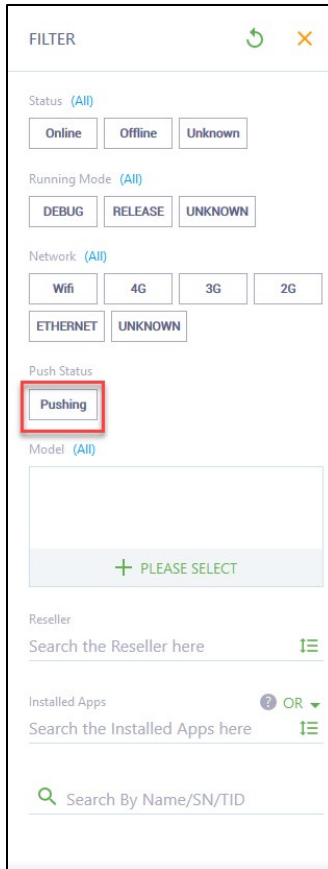 FILTER
Status (All)
Online Offline Unknown
Running Mode (All)
DEBUG RELEASE UNKNOWN
Network (All)
Wifi 4G 3G 2G
ETHERNET UNKNOWN
Push Status
Pushing
Model (All)
PLEASE SELECT
Reseller
Search the Reseller here
Installed Apps ? OR
Search the Installed Apps here
Search By Name/SN/TID